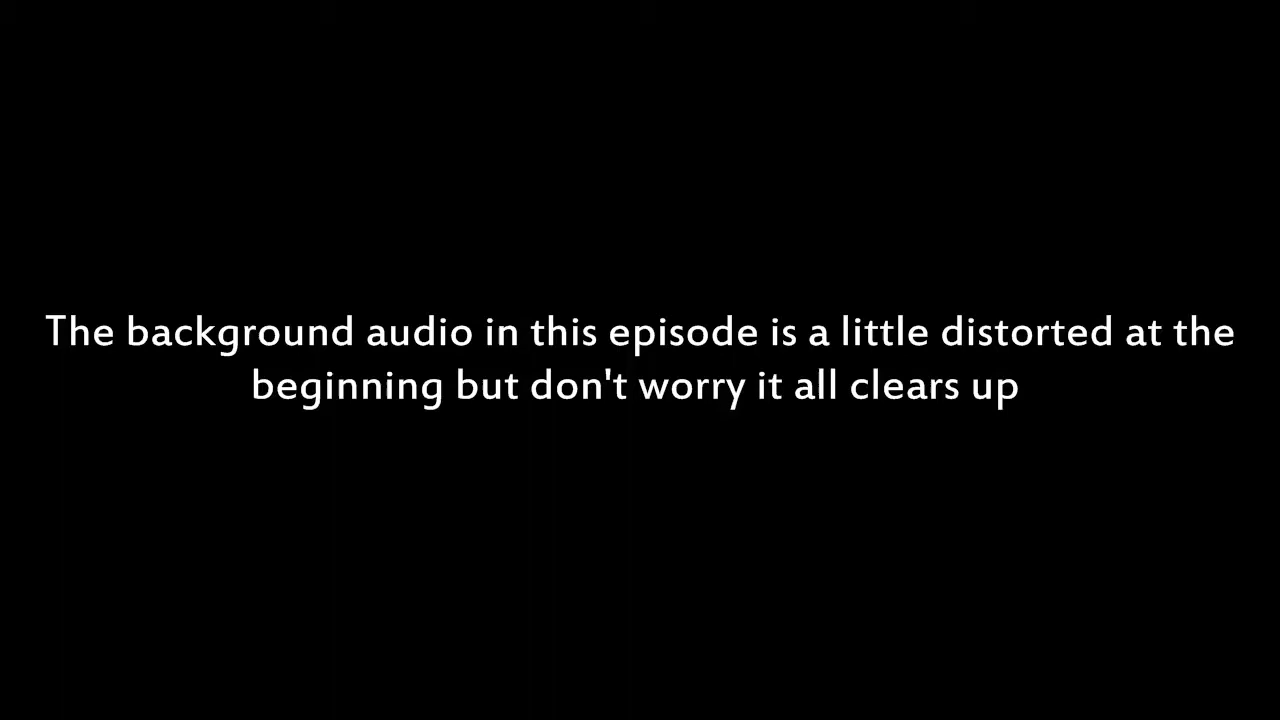 The background audio in this episode is a little distorted at the
beginning but don't worry it all clears up